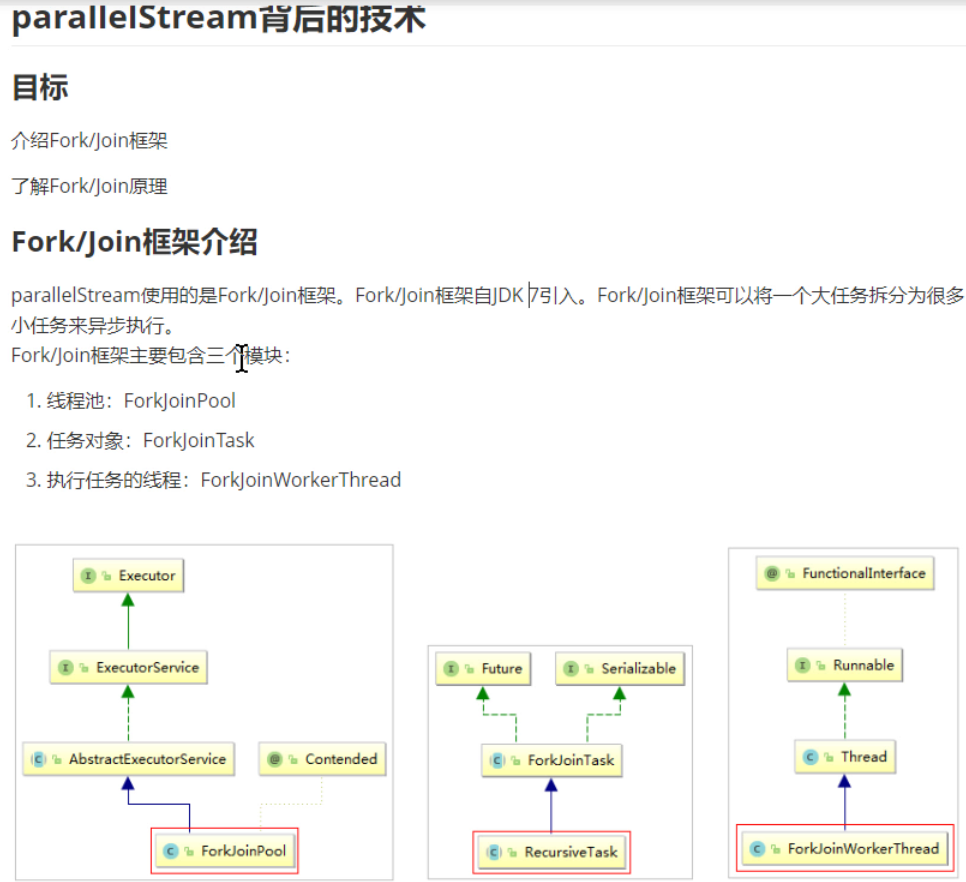 parallelStream背后的技术
目标
介绍Fork/Join框架
了解Fork/Join原理
Fork/Join框架介绍
parallelStream使用的是Fork/Join框架。Fork/Join框架自JDK 7引入。Fork/Join框架可以将一个大任务拆分为很多
小任务来异步执行。
Fork/Join框架主要包含三个模块：
1. 线程池：ForkJoinPool
2. 任务对象：ForkJoinTask
3. 执行任务的线程：ForkJoinWorkerThread
Executor
ExecutorService
AbstractExecutorService
Contended
ForkJoinPool
Future
Serializable
ForkJoinTask
RecursiveTask
FunctionalInterface
Runnable
Thread
ForkJoinWorkerThread